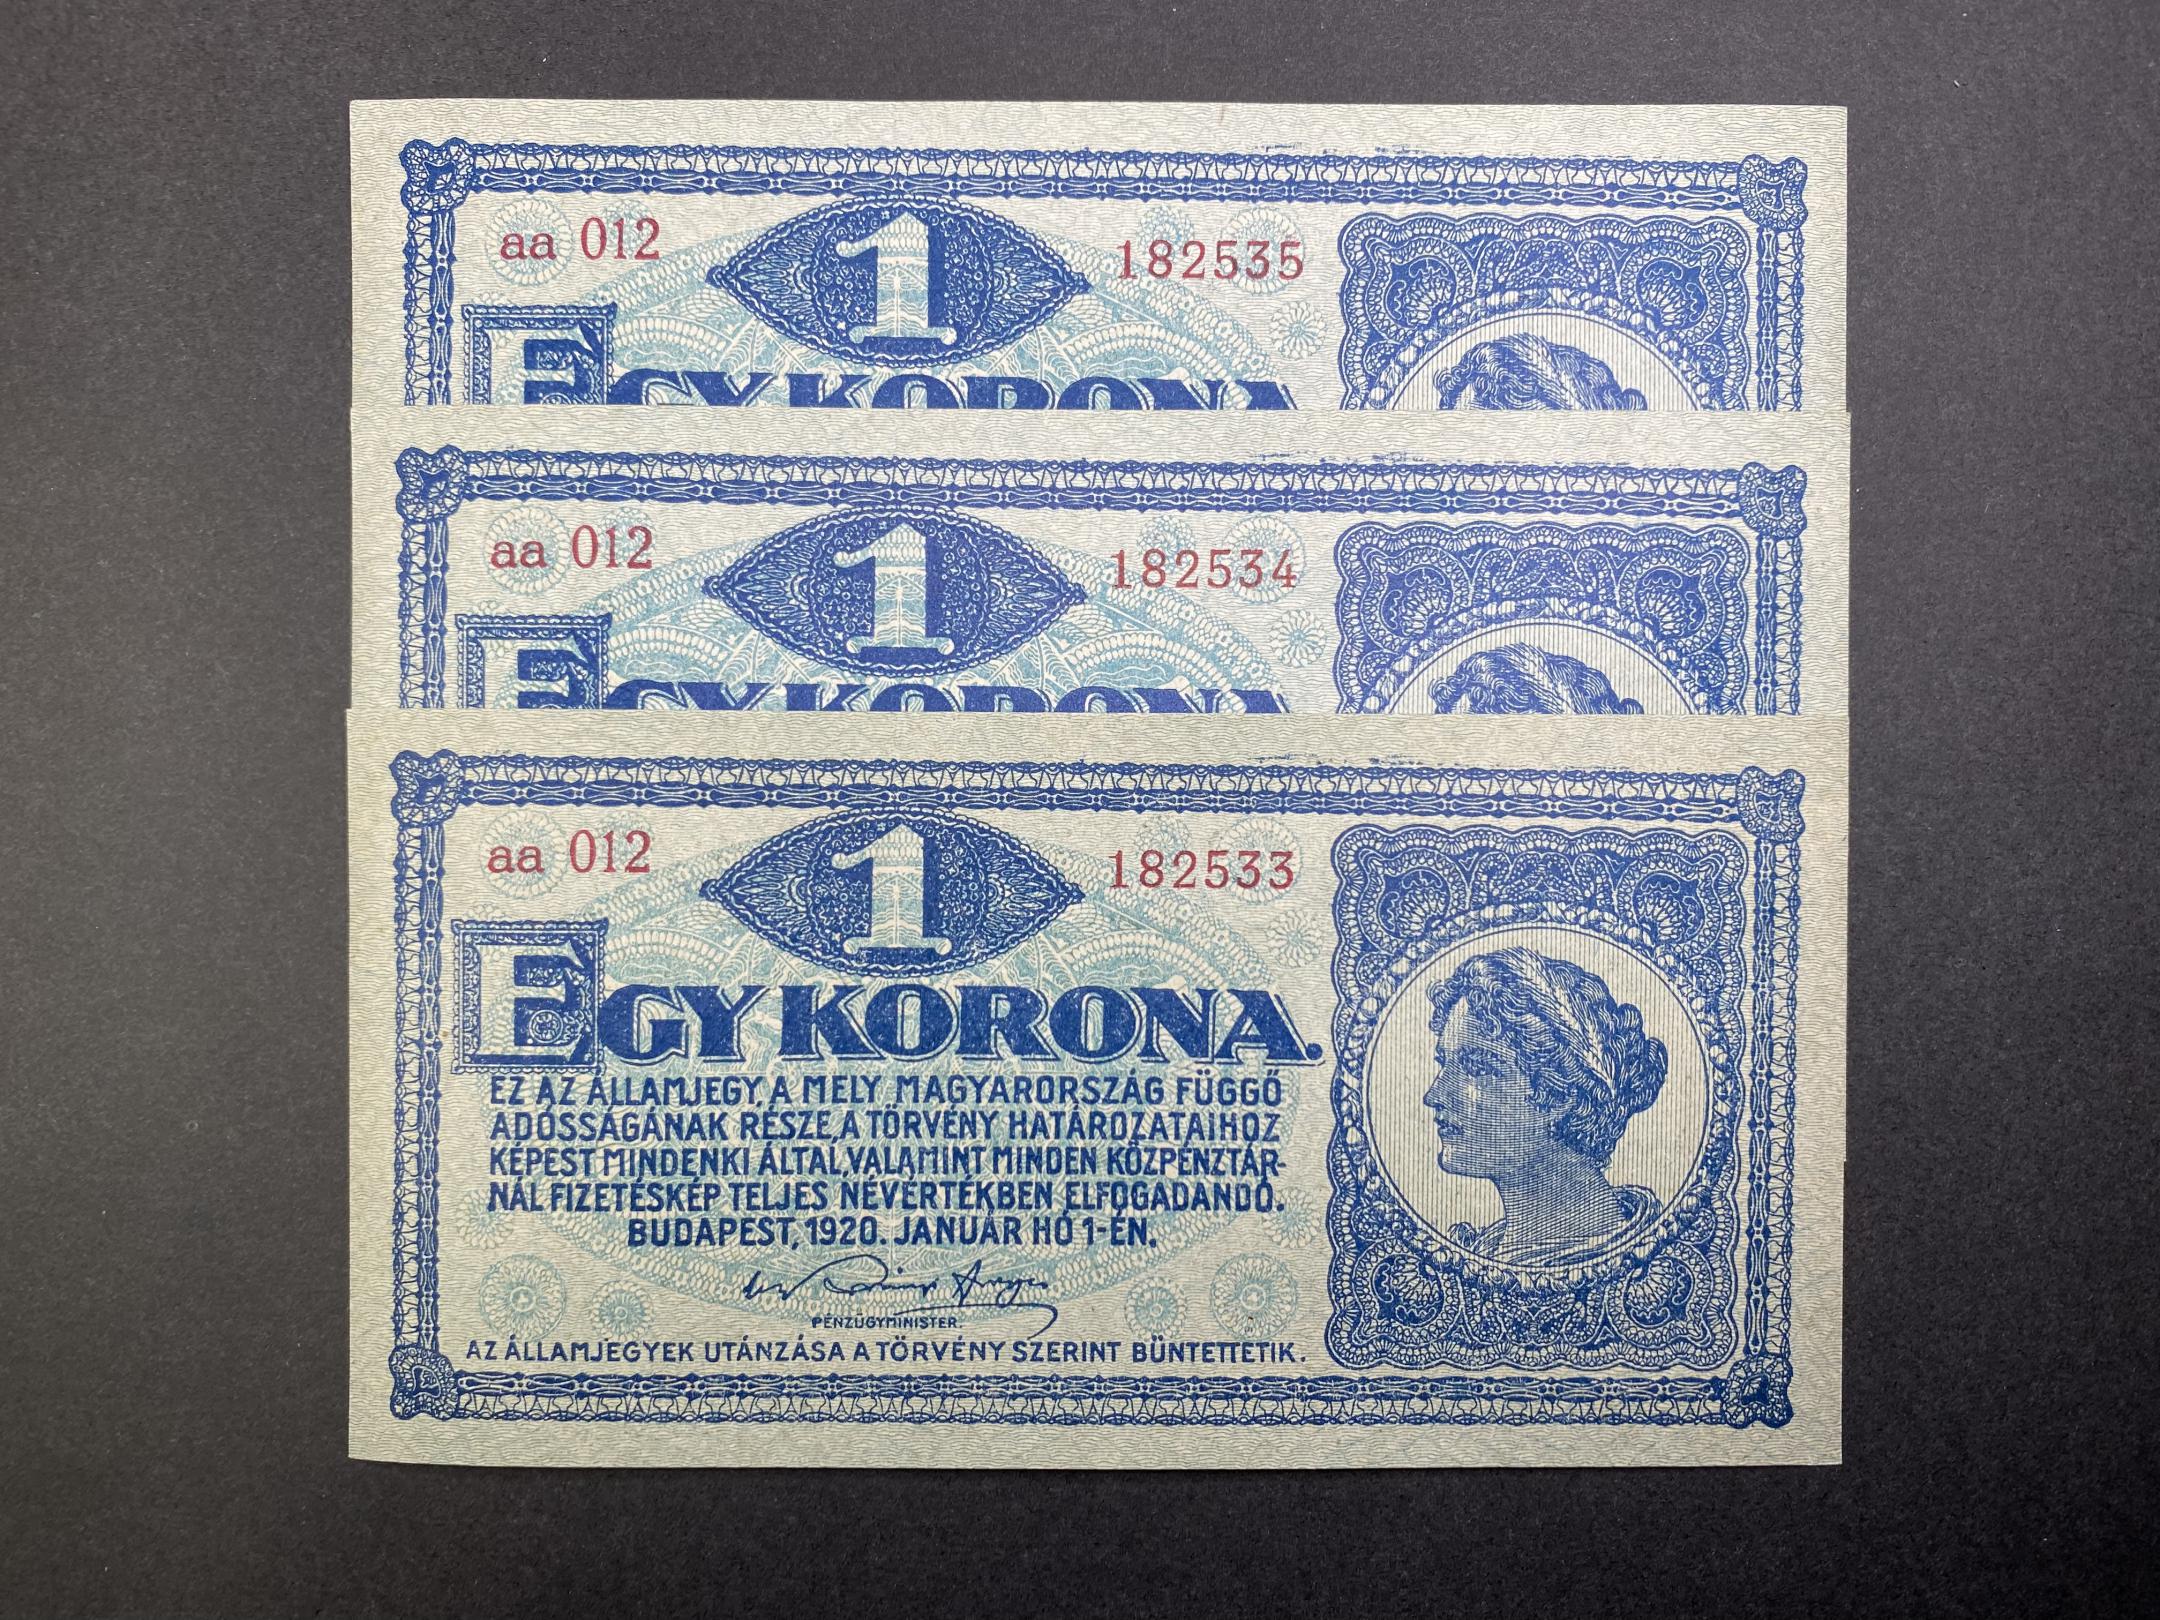 aa 012 1 182535
EGY KORONA
aa 012 1 182534
EGY KORONA
aa 012 1 182533
EGY KORONA.
EZ AZ ÁLLAMJEGY, A MELY MAGYARORSZÁG FÜGGŐ
ADÓSSÁGÁNAK RÉSZE, A TÖRVÉNY HATÁROZATAIHOZ
KÉPEST MINDENKI ÁLTAL, VALAMINT MINDEN KÖZPÉNZTÁR-
NÁL FIZETÉSKÉP TELJES NÉVÉRTÉKBEN ELFOGADANDÓ.
BUDAPEST, 1920. JANUÁR HÓ 1-ÉN.
PÉNZÜGYMINISTER.
AZ ÁLLAMJEGYEK UTÁNZÁSA A TÖRVÉNY SZERINT BÜNTETTETIK.